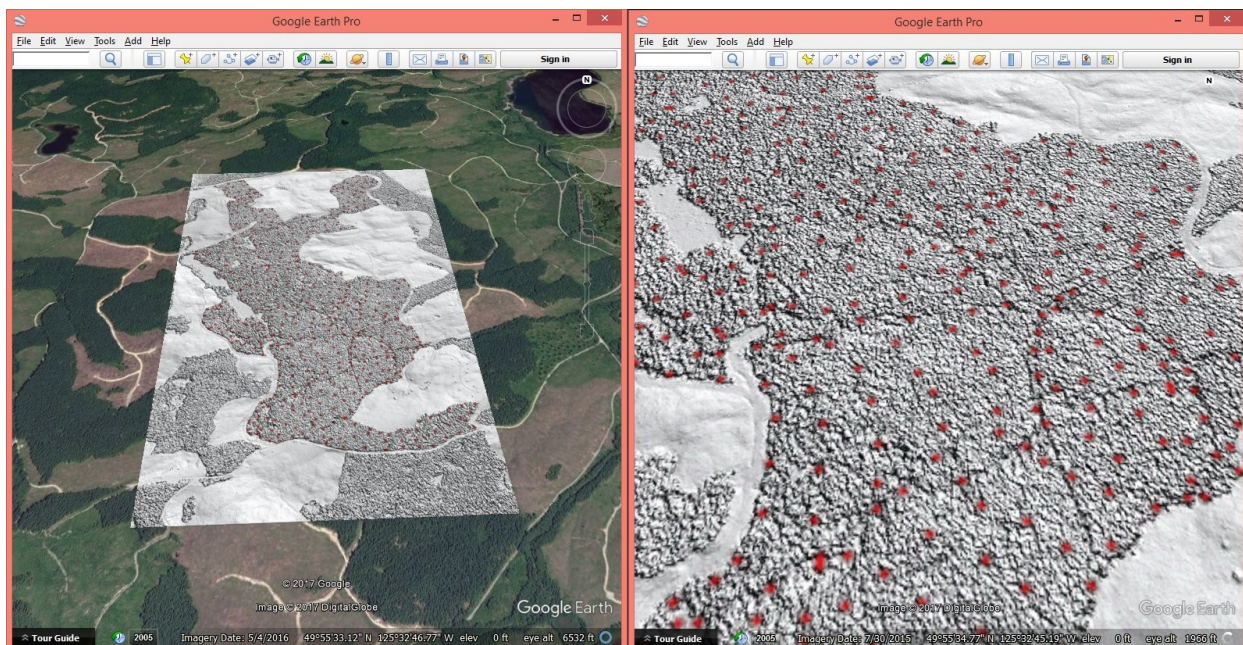 Google Earth Pro
File Edit View Tools Add Help
Sign in
N
© 2017 Google
Image © 2017 DigitalGlobe
Google Earth
Tour Guide
2005
Imagery Date: 5/4/2016 49°55'33.12" N 125°32'46.77" W elev 0 ft eye alt 6532 ft
Google Earth Pro
File Edit View Tools Add Help
Sign in
N
Image © 2017 DigitalGlobe
Google Earth
Tour Guide
2005
Imagery Date: 7/30/2015 49°55'34.77" N 125°32'45.19" W elev 0 ft eye alt 1966 ft